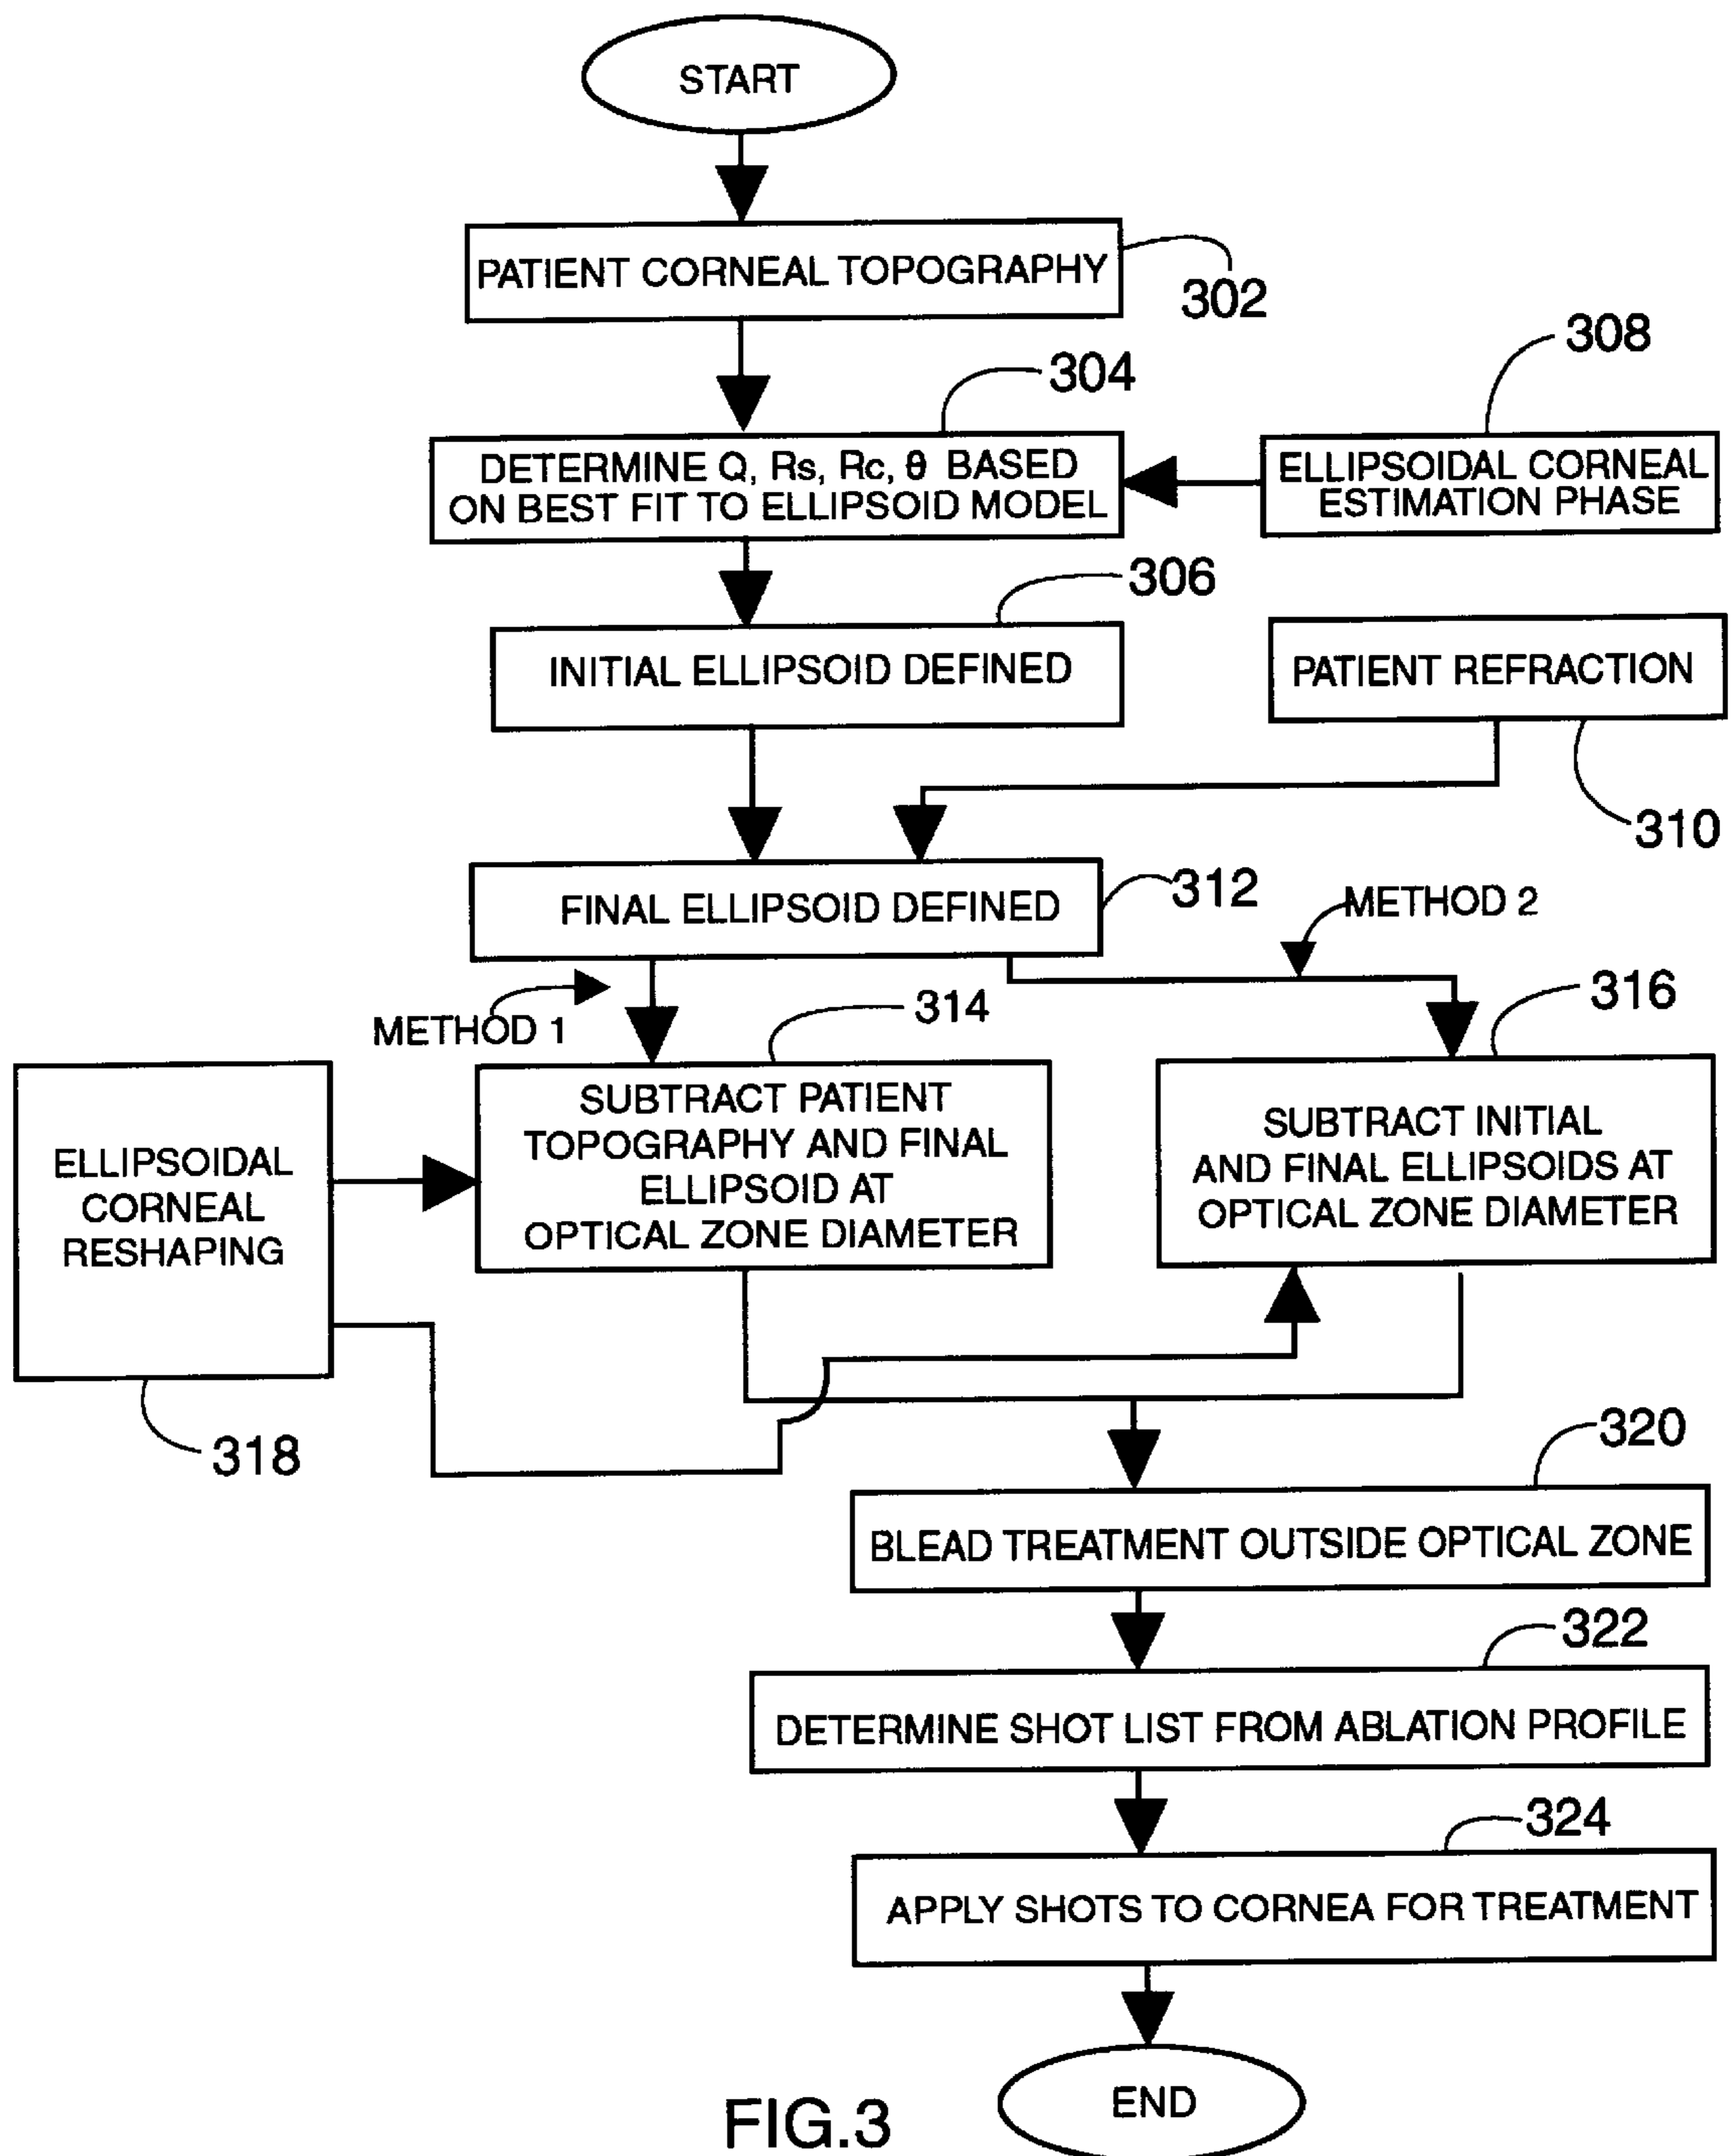 START
PATIENT CORNEAL TOPOGRAPHY
302
308
304
DETERMINE Q, Rs, Rc, θ BASED
ON BEST FIT TO ELLIPSOID MODEL
ELLIPSOIDAL CORNEAL
ESTIMATION PHASE
306
INITIAL ELLIPSOID DEFINED
PATIENT REFRACTION
310
FINAL ELLIPSOID DEFINED
312
METHOD 2
METHOD 1
314
316
ELLIPSOIDAL
CORNEAL
RESHAPING
318
SUBTRACT PATIENT
TOPOGRAPHY AND FINAL
ELLIPSOID AT
OPTICAL ZONE DIAMETER
SUBTRACT INITIAL
AND FINAL ELLIPSOIDS AT
OPTICAL ZONE DIAMETER
320
BLEAD TREATMENT OUTSIDE OPTICAL ZONE
322
DETERMINE SHOT LIST FROM ABLATION PROFILE
324
APPLY SHOTS TO CORNEA FOR TREATMENT
END
FIG.3